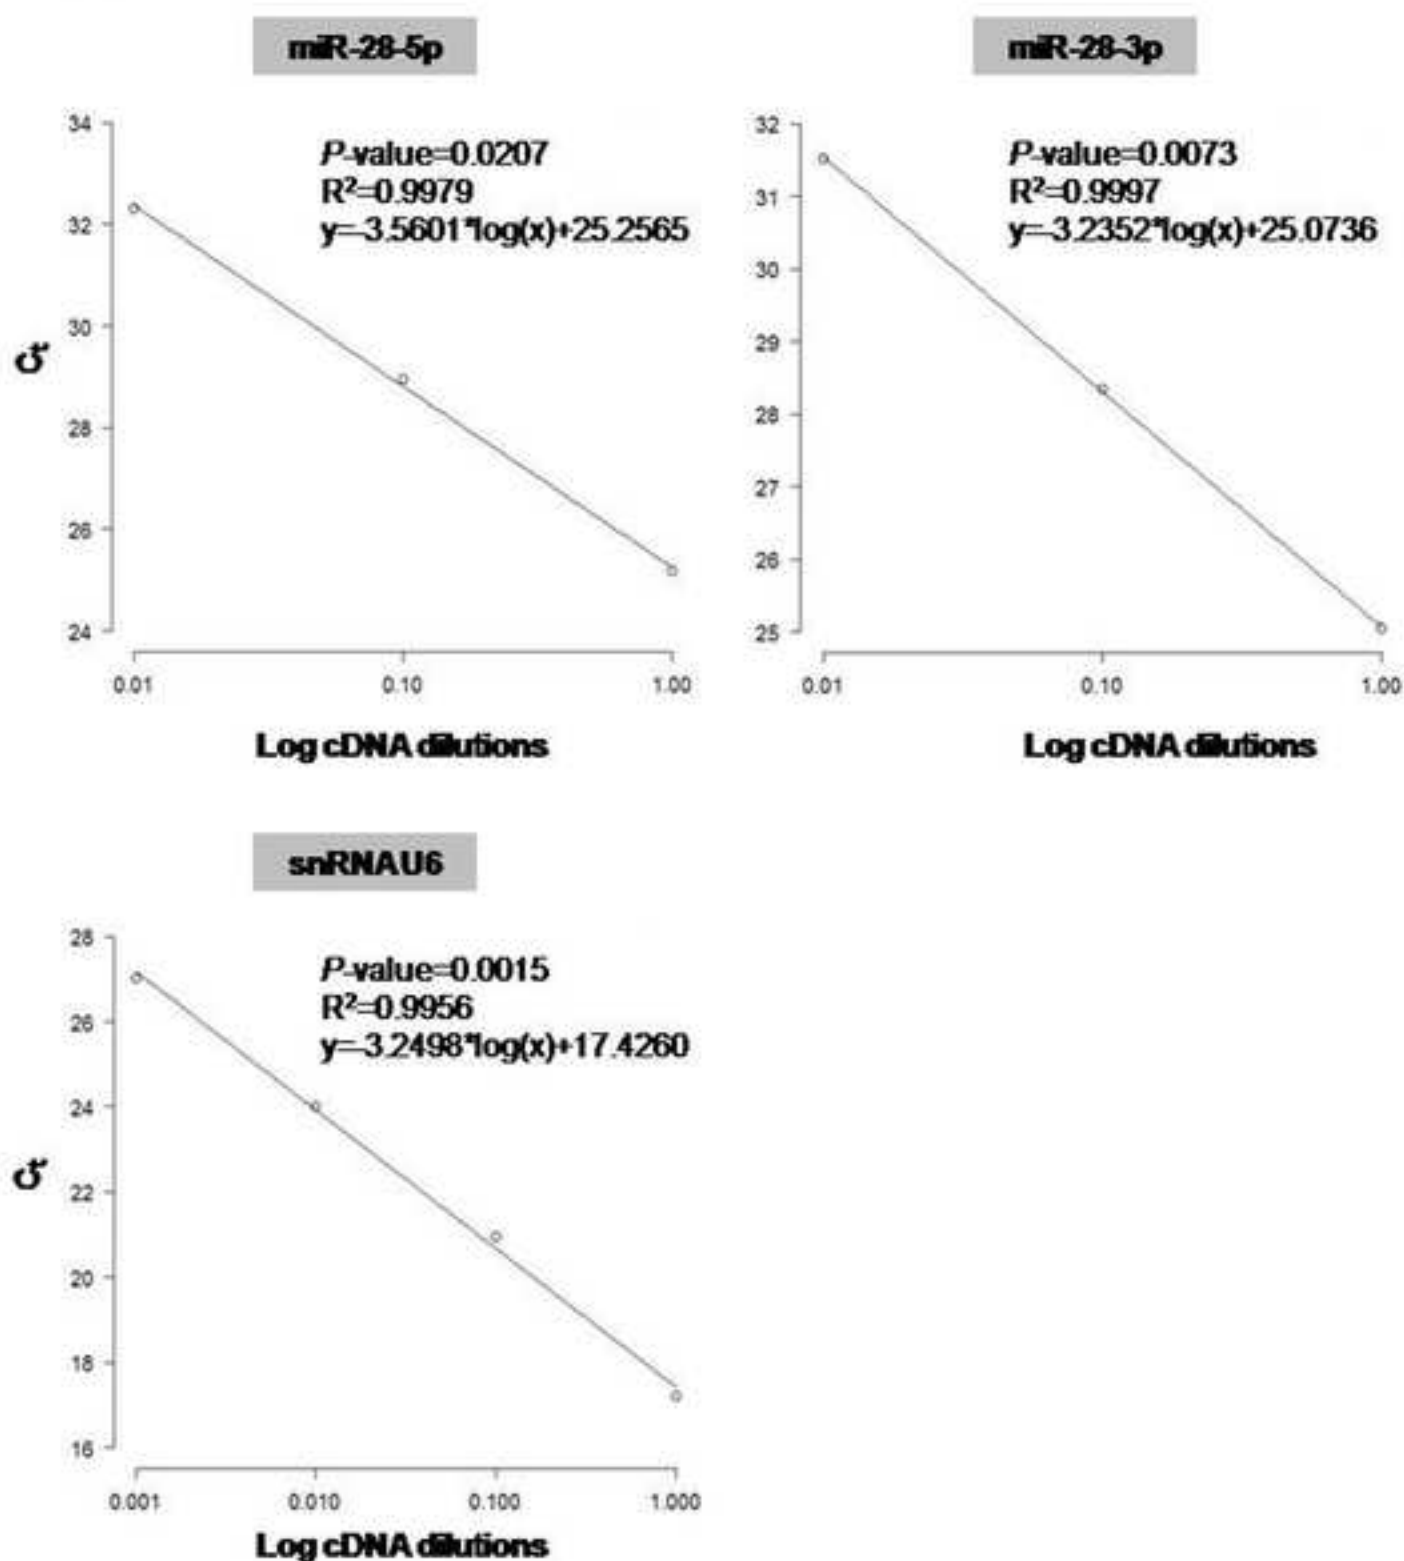 miR-28-5p
34
32
30
28
26
24
Ct
P-value=0.0207
R²=0.9979
y=-3.5601*log(x)+25.2565
0.01 0.10 1.00
Log cDNA dilutions
miR-28-3p
32
31
30
29
28
27
26
25
P-value=0.0073
R²=0.9997
y=-3.2352*log(x)+25.0736
0.01 0.10 1.00
Log cDNA dilutions
snRNAU6
28
26
24
22
20
18
16
Ct
P-value=0.0015
R²=0.9956
y=-3.2498*log(x)+17.4260
0.001 0.010 0.100 1.000
Log cDNA dilutions